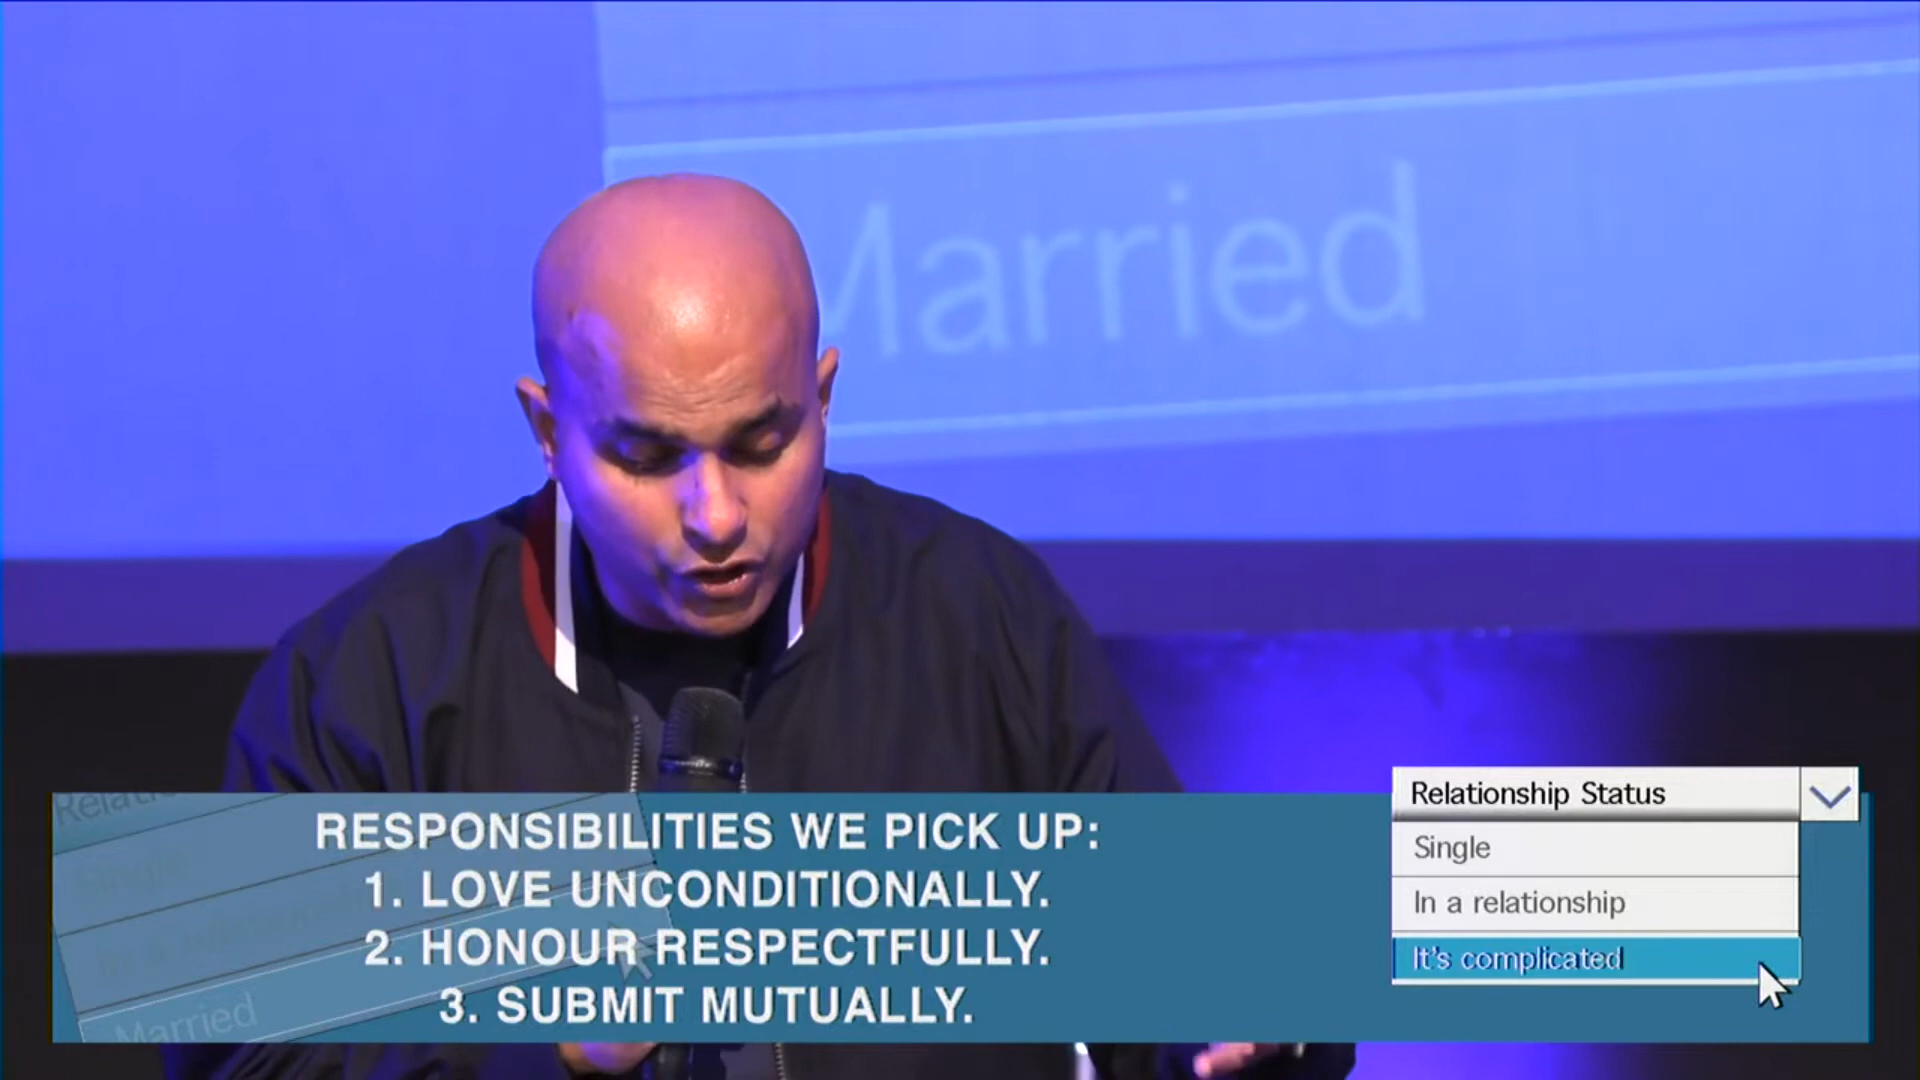 Married
RESPONSIBILITIES WE PICK UP:
1. LOVE UNCONDITIONALLY.
2. HONOUR RESPECTFULLY.
3. SUBMIT MUTUALLY.
Relationship Status
Single
In a relationship
It's complicated
Single
Married